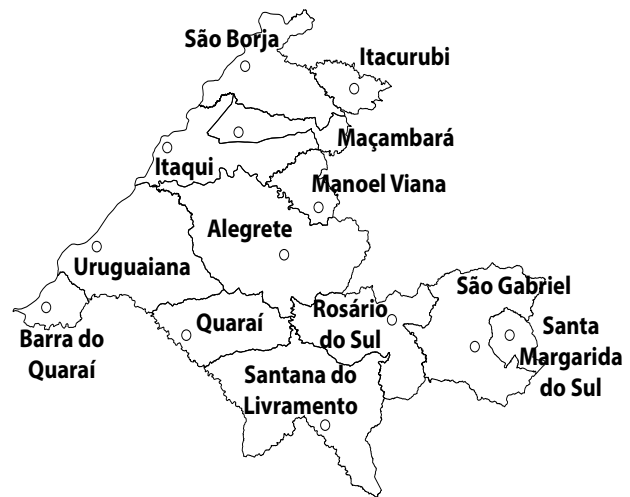 São Borja
Itacurubi
Maçambará
Itaqui
Manoel Viana
Alegrete
Uruguaiana
São Gabriel
Barra do
Quaraí
Quaraí
Rosário
do Sul
Santa
Margarida
do Sul
Santana do
Livramento